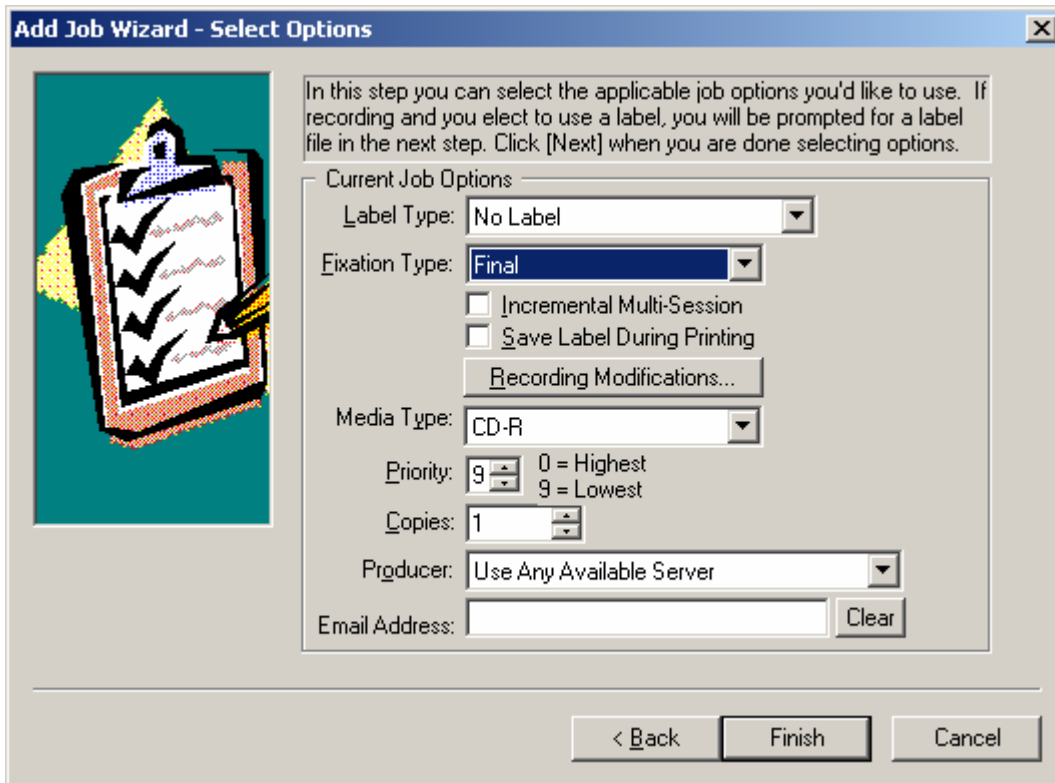 Add Job Wizard - Select Options
In this step you can select the applicable job options you'd like to use. If
recording and you elect to use a label, you will be prompted for a label
file in the next step. Click [Next] when you are done selecting options.
Current Job Options
Label Type: No Label
Fixation Type: Final
Incremental Multi-Session
Save Label During Printing
Recording Modifications...
Media Type: CD-R
Priority: 9 0 = Highest
9 = Lowest
Copies: 1
Producer: Use Any Available Server
Email Address: Clear
< Back Finish Cancel